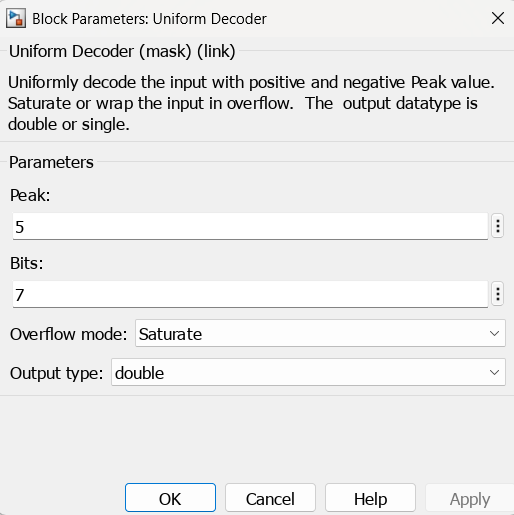 Block Parameters: Uniform Decoder
Uniform Decoder (mask) (link)
Uniformly decode the input with positive and negative Peak value.
Saturate or wrap the input in overflow.  The  output datatype is
double or single.
Parameters
Peak:
5
Bits:
7
Overflow mode: Saturate
Output type: double
OK Cancel Help Apply